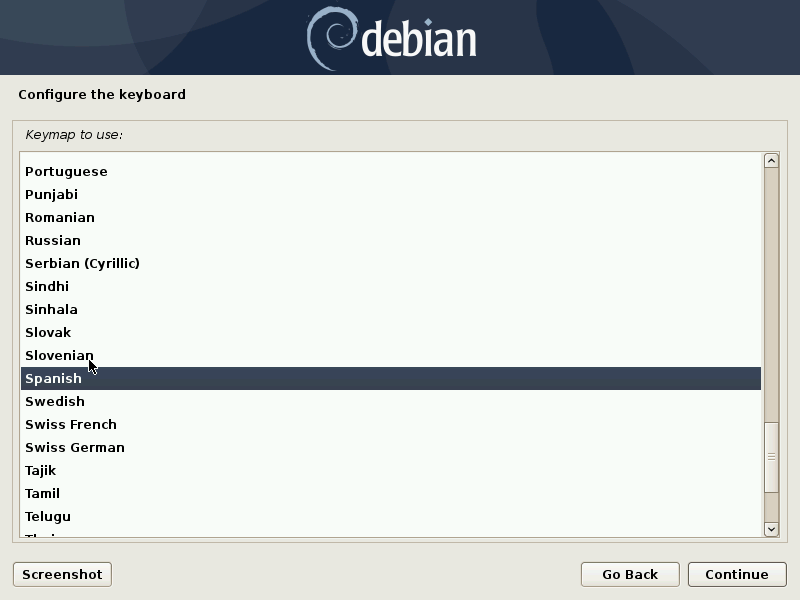 debian
Configure the keyboard
Keymap to use:
Portuguese
Punjabi
Romanian
Russian
Serbian (Cyrillic)
Sindhi
Sinhala
Slovak
Slovenian
Spanish
Swedish
Swiss French
Swiss German
Tajik
Tamil
Telugu
Screenshot Go Back Continue